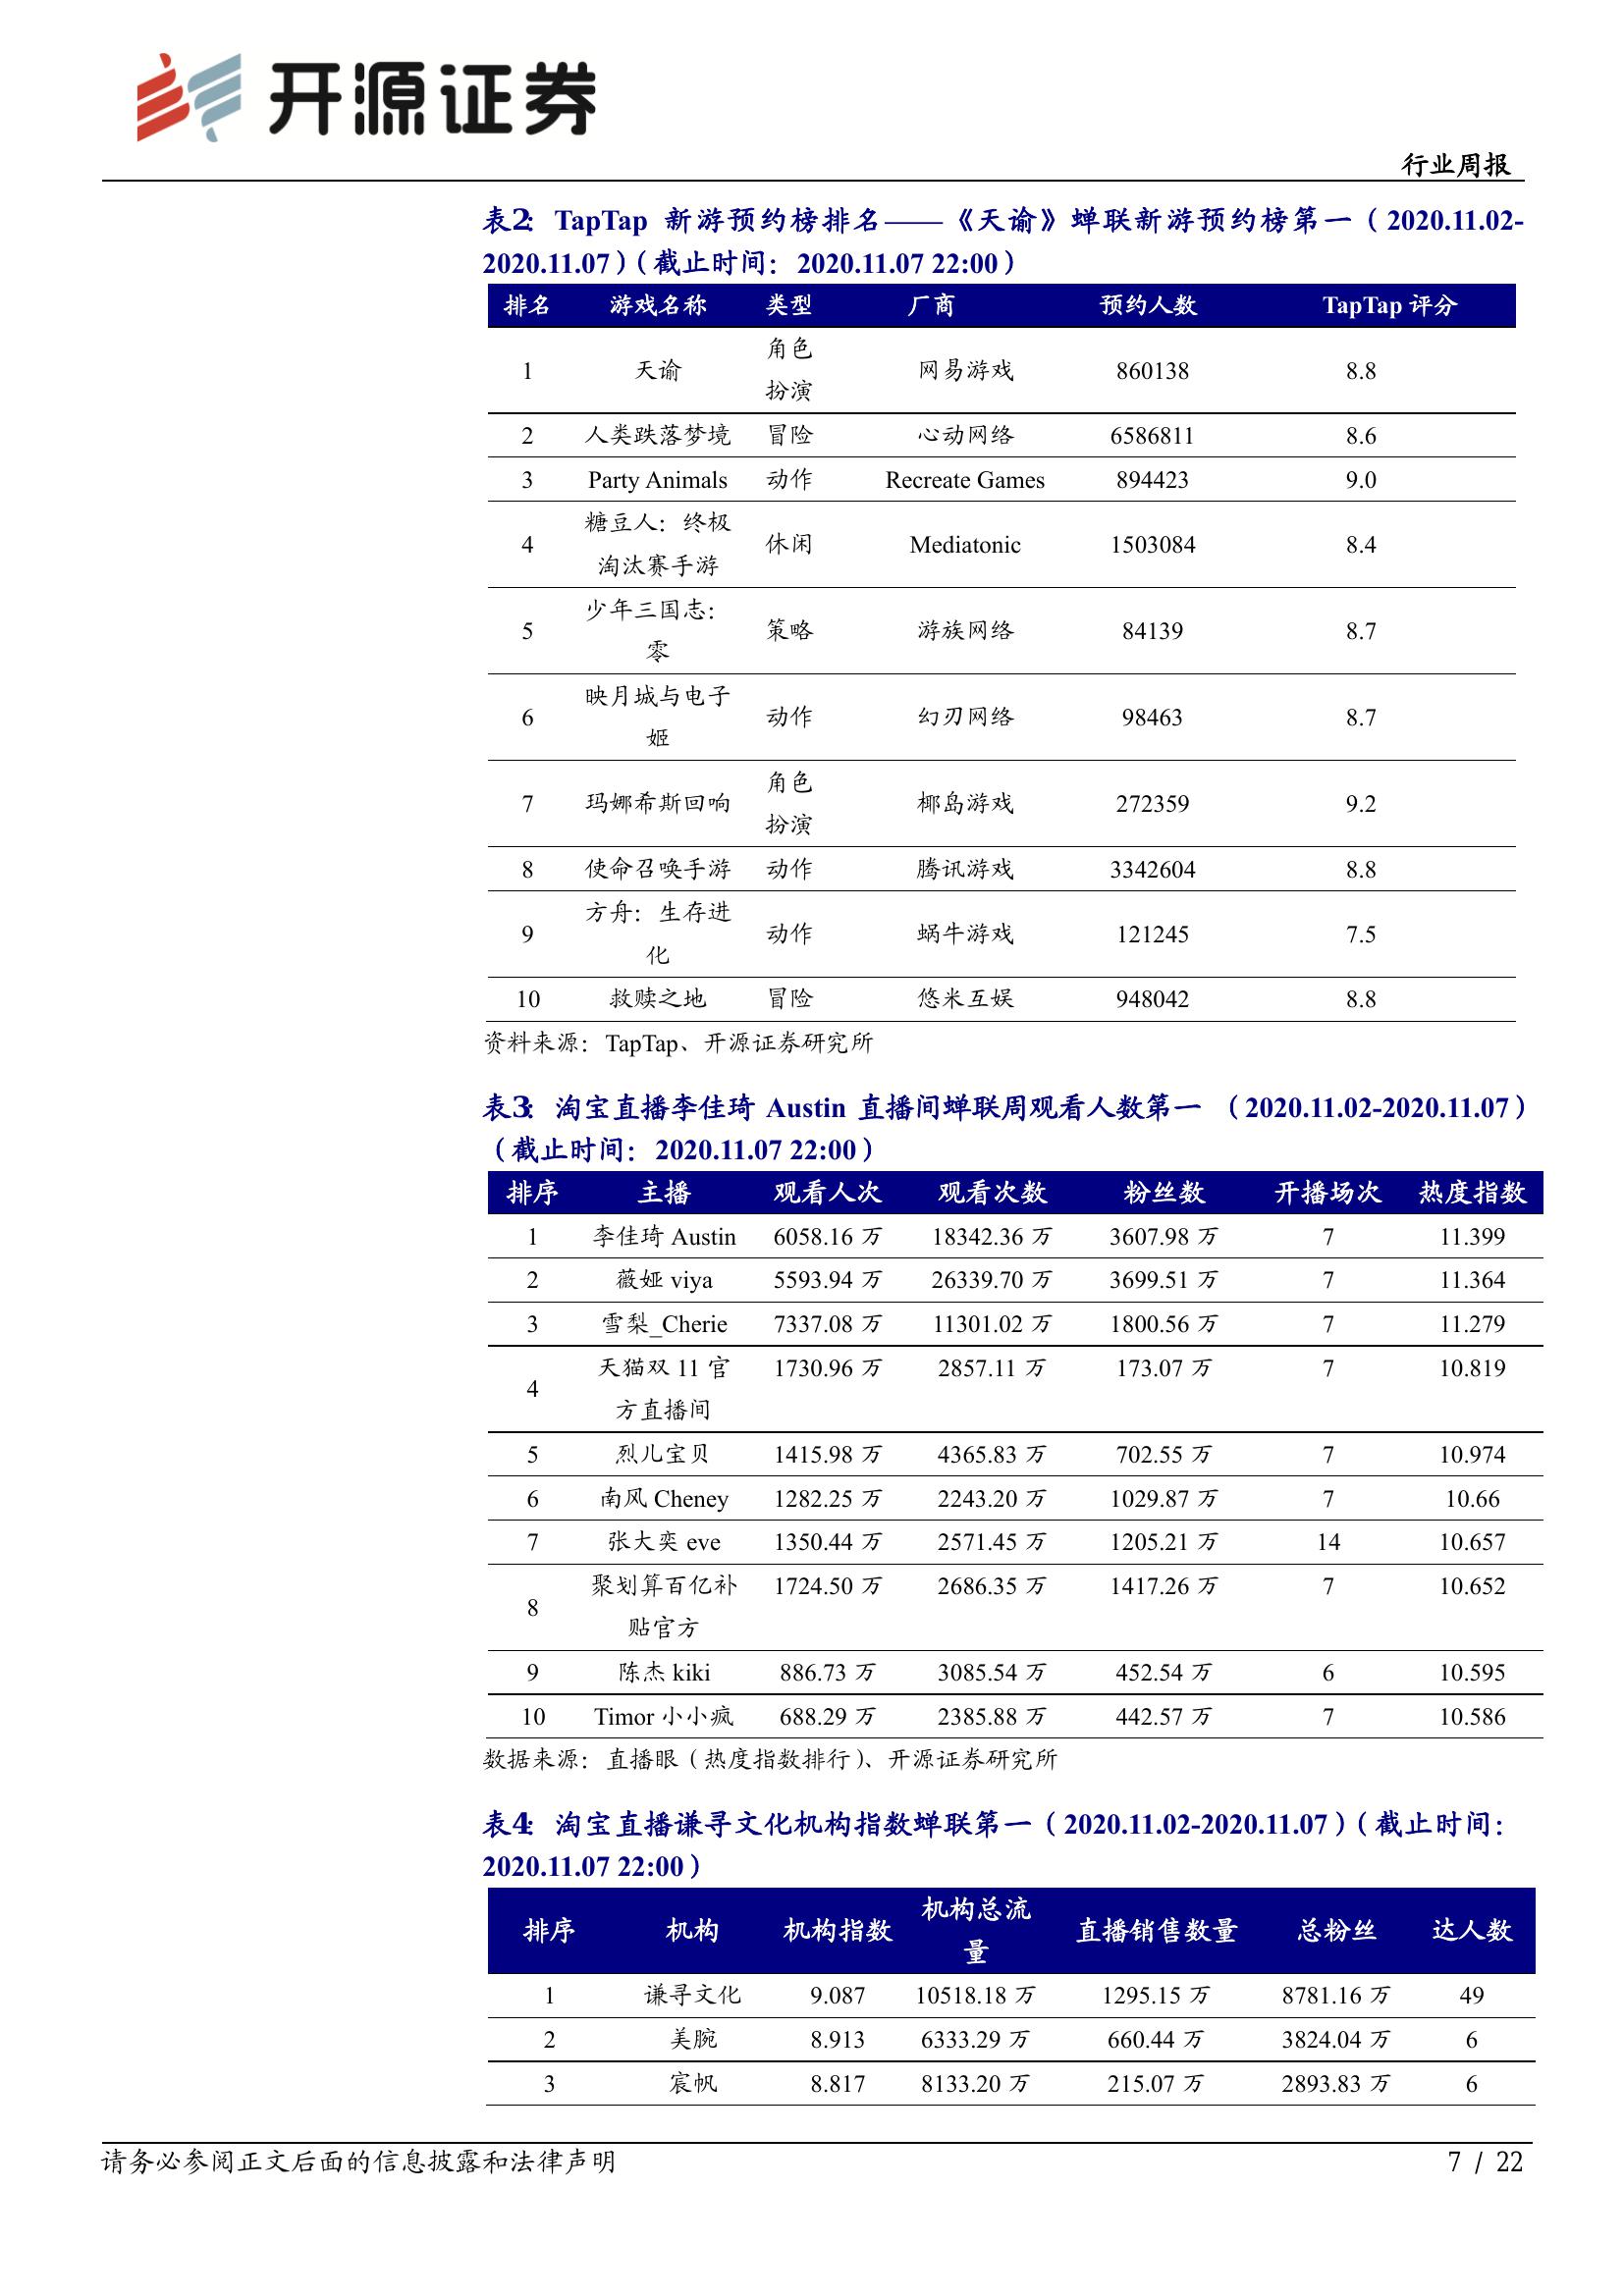 开源证券
行业周报
表2: TapTap 新游预约榜排名——《天谕》蝉联新游预约榜第一（2020.11.02-
2020.11.07）（截止时间：2020.11.07 22:00）
排名 游戏名称 类型 厂商 预约人数 TapTap 评分
1 天谕 角色扮演 网易游戏 860138 8.8
2 人类跌落梦境 冒险 心动网络 6586811 8.6
3 Party Animals 动作 Recreate Games 894423 9.0
4 糖豆人：终极淘汰赛手游 休闲 Mediatonic 1503084 8.4
5 少年三国志：零 策略 游族网络 84139 8.7
6 映月城与电子姬 动作 幻刃网络 98463 8.7
7 玛娜希斯回响 角色扮演 椰岛游戏 272359 9.2
8 使命召唤手游 动作 腾讯游戏 3342604 8.8
9 方舟：生存进化 动作 蜗牛游戏 121245 7.5
10 救赎之地 冒险 悠米互娱 948042 8.8
资料来源：TapTap、开源证券研究所
表3: 淘宝直播李佳琦 Austin 直播间蝉联周观看人数第一 （2020.11.02-2020.11.07）
（截止时间：2020.11.07 22:00）
排序 主播 观看人次 观看次数 粉丝数 开播场次 热度指数
1 李佳琦 Austin 6058.16 万 18342.36 万 3607.98 万 7 11.399
2 薇娅 viya 5593.94 万 26339.70 万 3699.51 万 7 11.364
3 雪梨_Cherie 7337.08 万 11301.02 万 1800.56 万 7 11.279
4 天猫双 11 官方直播间 1730.96 万 2857.11 万 173.07 万 7 10.819
5 烈儿宝贝 1415.98 万 4365.83 万 702.55 万 7 10.974
6 南风 Cheney 1282.25 万 2243.20 万 1029.87 万 7 10.66
7 张大奕 eve 1350.44 万 2571.45 万 1205.21 万 14 10.657
8 聚划算百亿补贴官方 1724.50 万 2686.35 万 1417.26 万 7 10.652
9 陈杰 kiki 886.73 万 3085.54 万 452.54 万 6 10.595
10 Timor 小小疯 688.29 万 2385.88 万 442.57 万 7 10.586
数据来源：直播眼（热度指数排行）、开源证券研究所
表4: 淘宝直播谦寻文化机构指数蝉联第一（2020.11.02-2020.11.07）（截止时间：
2020.11.07 22:00）
排序 机构 机构指数 机构总流量 直播销售数量 总粉丝 达人数
1 谦寻文化 9.087 10518.18 万 1295.15 万 8781.16 万 49
2 美腕 8.913 6333.29 万 660.44 万 3824.04 万 6
3 宸帆 8.817 8133.20 万 215.07 万 2893.83 万 6
请务必参阅正文后面的信息披露和法律声明 7 / 22